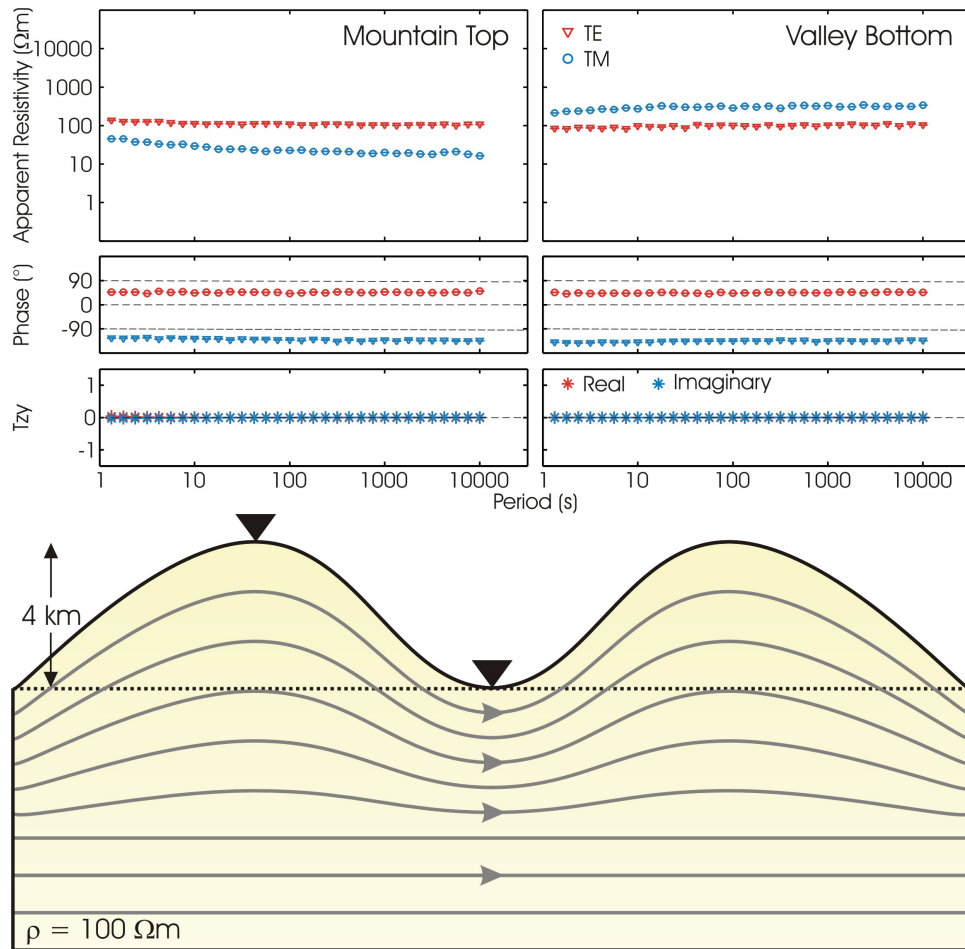 Apparent Resistivity (Ωm)
10000
1000
100
10
1
Mountain Top
TE
TM
Valley Bottom
Phase (°)
90
0
-90
Tzy
1
0
-1
Real
Imaginary
1 10 100 1000 10000
1 10 100 1000 10000
Period (s)
4 km
ρ = 100 Ωm